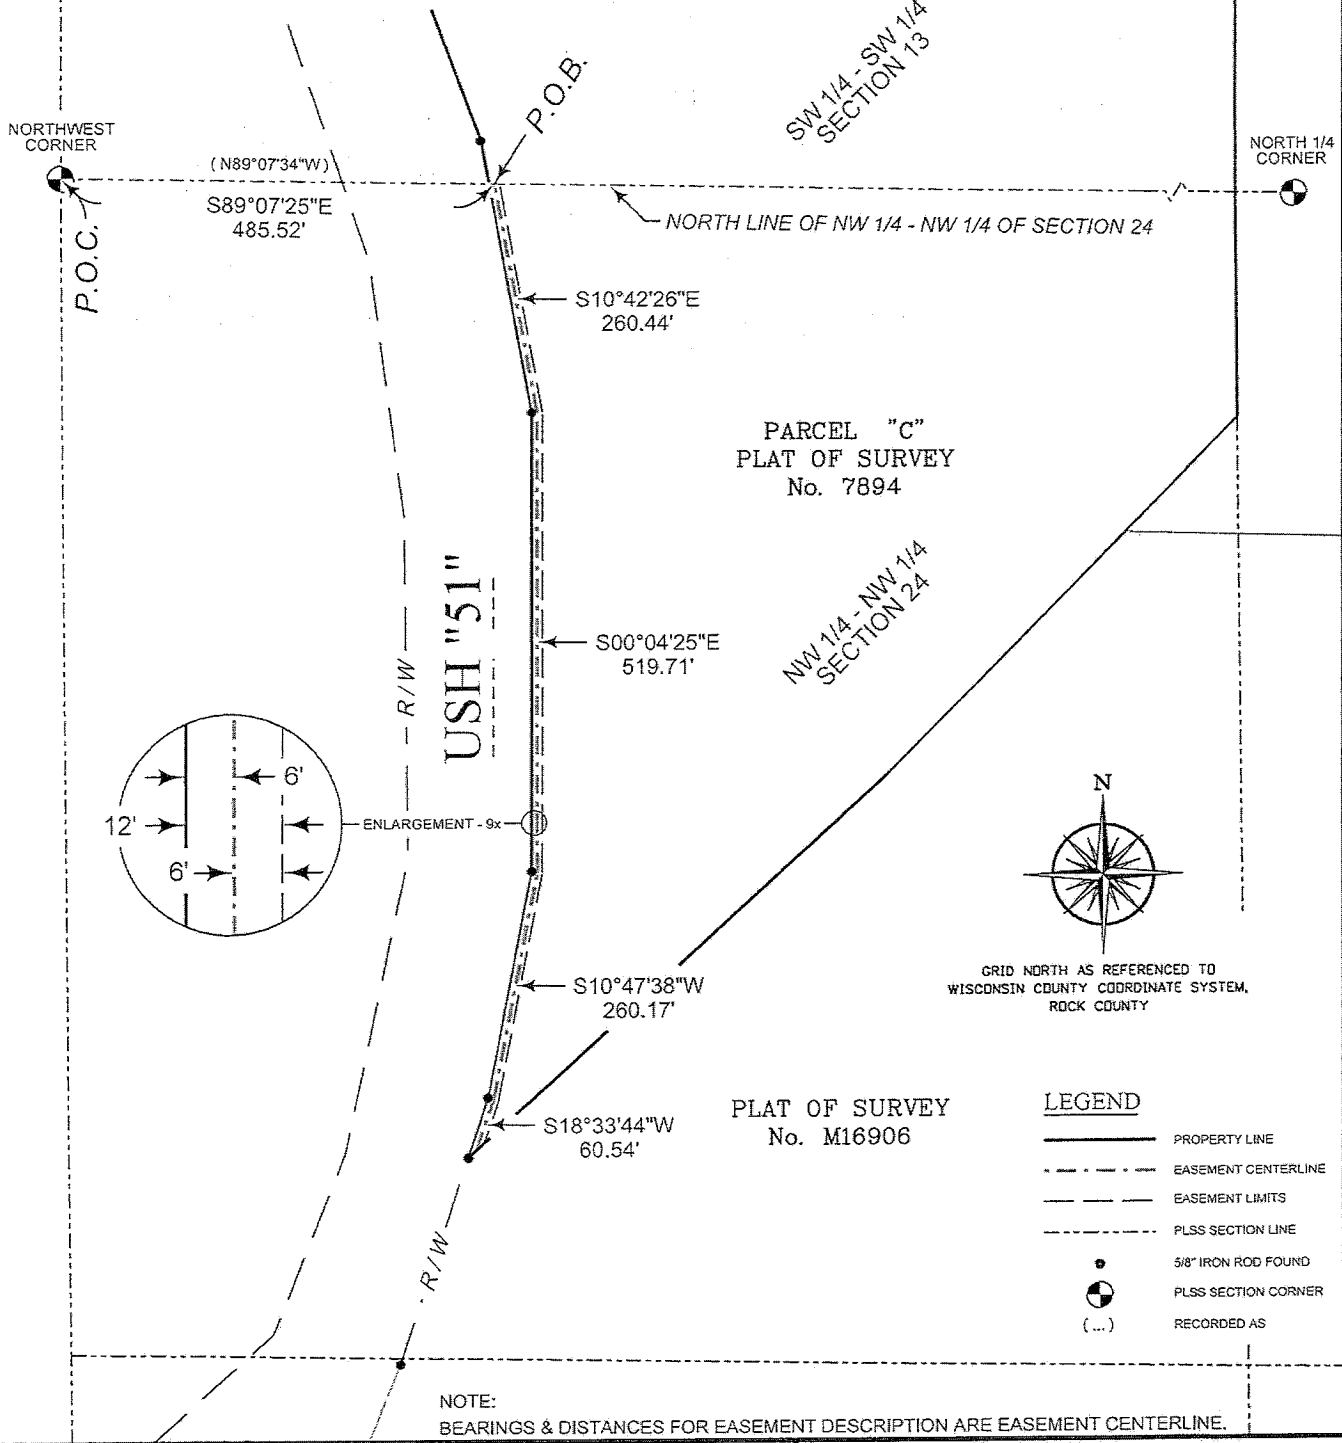 SW 1/4 - SW 1/4
SECTION 13
P.O.B.
NORTHWEST
CORNER
NORTH 1/4
CORNER
(N89°07'34"W)
S89°07'25"E
485.52'
P.O.C.
NORTH LINE OF NW 1/4 - NW 1/4 OF SECTION 24
S10°42'26"E
260.44'
PARCEL "C"
PLAT OF SURVEY
No. 7894
NW 1/4 - NW 1/4
SECTION 24
USH "51"
S00°04'25"E
519.71'
R/W
6'
12'
6'
ENLARGEMENT - 9x
N
GRID NORTH AS REFERENCED TO
WISCONSIN COUNTY COORDINATE SYSTEM,
ROCK COUNTY
S10°47'38"W
260.17'
S18°33'44"W
60.54'
PLAT OF SURVEY
No. M16906
R/W
LEGEND
PROPERTY LINE
EASEMENT CENTERLINE
EASEMENT LIMITS
PLSS SECTION LINE
5/8" IRON ROD FOUND
PLSS SECTION CORNER
(...) RECORDED AS
NOTE:
BEARINGS & DISTANCES FOR EASEMENT DESCRIPTION ARE EASEMENT CENTERLINE.